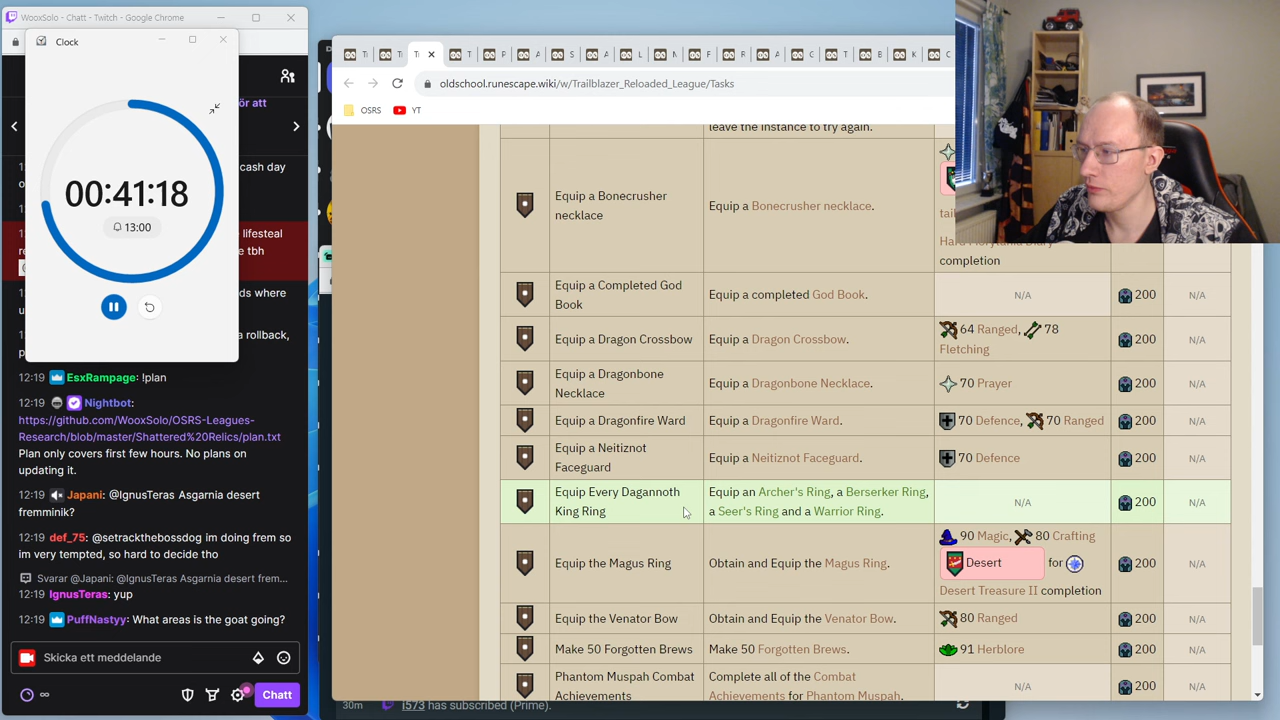 WooxSolo - Chatt - Twitch - Google Chrome
Clock
00:41:18
13:00
ör att
cash day
lifesteal
e tbh
ds where
a rollback,
12:19 EsxRampage: !plan
12:19 Nightbot:
https://github.com/WooxSolo/OSRS-Leagues-
Research/blob/master/Shattered%20Relics/plan.txt
Plan only covers first few hours. No plans on
updating it.
12:19 Japani: @IgnusTeras Asgarnia desert
fremminik?
12:19 def_75: @setrackthebossdog im doing frem so
im very tempted, so hard to decide tho
Svarar @Japani: @IgnusTeras Asgarnia desert frem...
12:19 IgnusTeras: yup
12:19 PuffNastyy: What areas is the goat going?
Skicka ett meddelande
Chatt
oldschool.runescape.wiki/w/Trailblazer_Reloaded_League/Tasks
OSRS YT
leave the instance to try again.
Equip a Bonecrusher
necklace
Equip a Bonecrusher necklace.
completion
Equip a Completed God
Book
Equip a completed God Book.
N/A
200
N/A
Equip a Dragon Crossbow
Equip a Dragon Crossbow.
64 Ranged, 78
Fletching
200
N/A
Equip a Dragonbone
Necklace
Equip a Dragonbone Necklace.
70 Prayer
200
N/A
Equip a Dragonfire Ward
Equip a Dragonfire Ward.
70 Defence, 70 Ranged
200
N/A
Equip a Neitiznot
Faceguard
Equip a Neitiznot Faceguard.
70 Defence
200
N/A
Equip Every Dagannoth
King Ring
Equip an Archer's Ring, a Berserker Ring,
a Seer's Ring and a Warrior Ring.
N/A
200
N/A
Equip the Magus Ring
Obtain and Equip the Magus Ring.
90 Magic, 80 Crafting
Desert for
Desert Treasure II completion
200
N/A
Equip the Venator Bow
Obtain and Equip the Venator Bow.
80 Ranged
200
N/A
Make 50 Forgotten Brews
Make 50 Forgotten Brews.
91 Herblore
200
N/A
Phantom Muspah Combat
Achievements
Complete all of the Combat
Achievements for Phantom Muspah.
N/A
200
N/A
30m
i573 has subscribed (Prime).